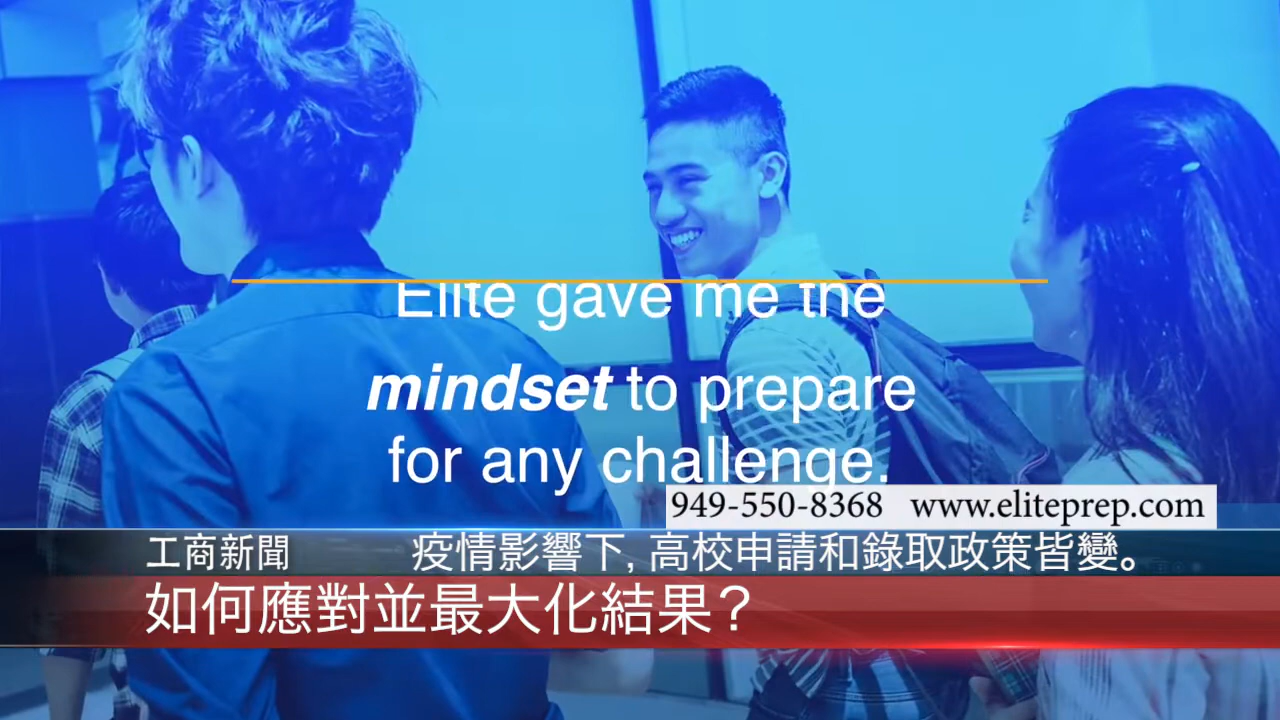 Elite gave me the
mindset to prepare
for any challenge.
949-550-8368 www.eliteprep.com
工商新聞 疫情影響下, 高校申請和錄取政策皆變。
如何應對並最大化結果?